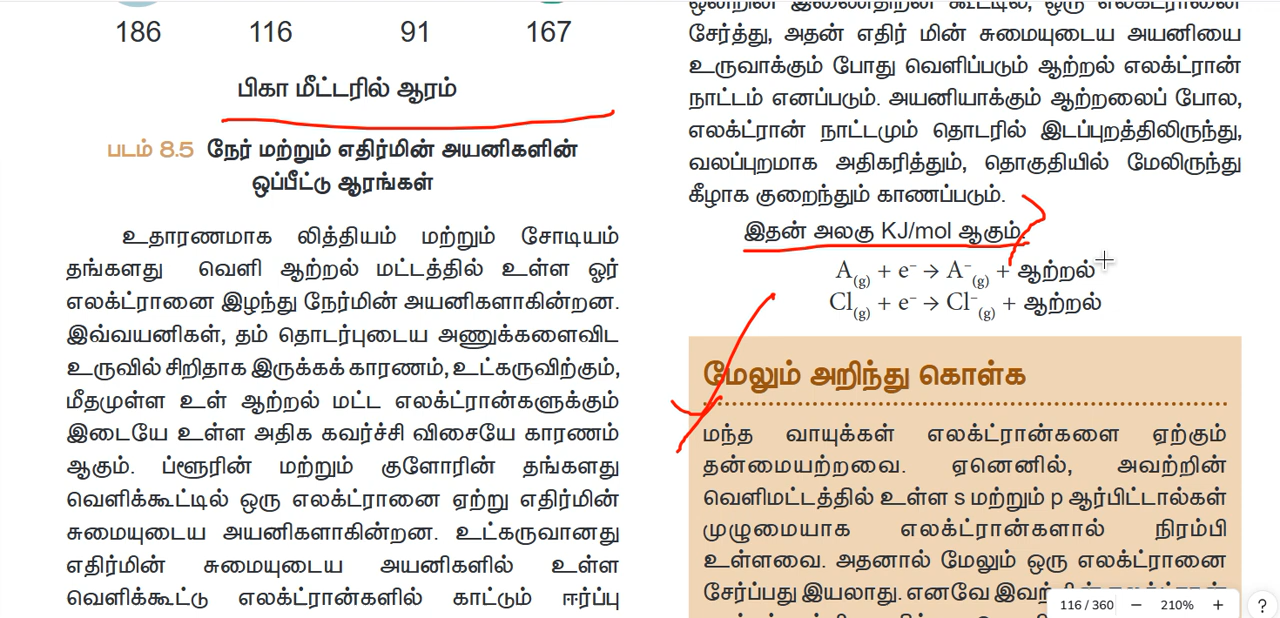 186 116 91 167
பிகா மீட்டரில் ஆரம்
படம் 8.5 நேர் மற்றும் எதிர்மின் அயனிகளின்
ஒப்பீட்டு ஆரங்கள்
உதாரணமாக லித்தியம் மற்றும் சோடியம்
தங்களது வெளி ஆற்றல் மட்டத்தில் உள்ள ஓர்
எலக்ட்ரானை இழந்து நேர்மின் அயனிகளாகின்றன.
இவ்வயனிகள், தம் தொடர்புடைய அணுக்களைவிட
உருவில் சிறிதாக இருக்கக் காரணம், உட்கருவிற்கும்,
மீதமுள்ள உள் ஆற்றல் மட்ட எலக்ட்ரான்களுக்கும்
இடையே உள்ள அதிக கவர்ச்சி விசையே காரணம்
ஆகும். ப்ளூரின் மற்றும் குளோரின் தங்களது
வெளிக்கூட்டில் ஒரு எலக்ட்ரானை ஏற்று எதிர்மின்
சுமையுடைய அயனிகளாகின்றன. உட்கருவானது
எதிர்மின் சுமையுடைய அயனிகளில் உள்ள
வெளிக்கூட்டு எலக்ட்ரான்களில் காட்டும் ஈர்ப்பு
சேர்த்து, அதன் எதிர் மின் சுமையுடைய அயனியை
உருவாக்கும் போது வெளிப்படும் ஆற்றல் எலக்ட்ரான்
நாட்டம் எனப்படும். அயனியாக்கும் ஆற்றலைப் போல,
எலக்ட்ரான் நாட்டமும் தொடரில் இடப்புறத்திலிருந்து,
வலப்புறமாக அதிகரித்தும், தொகுதியில் மேலிருந்து
கீழாக குறைந்தும் காணப்படும்.
இதன் அலகு KJ/mol ஆகும்.
A(g) + e⁻ → A⁻(g) + ஆற்றல்
Cl(g) + e⁻ → Cl⁻(g) + ஆற்றல்
மேலும் அறிந்து கொள்க
மந்த வாயுக்கள் எலக்ட்ரான்களை ஏற்கும்
தன்மையற்றவை. ஏனெனில், அவற்றின்
வெளிமட்டத்தில் உள்ள s மற்றும் p ஆர்பிட்டால்கள்
முழுமையாக எலக்ட்ரான்களால் நிரம்பி
உள்ளவை. அதனால் மேலும் ஒரு எலக்ட்ரானை
சேர்ப்பது இயலாது. எனவே
116 / 360 − 210% + ?